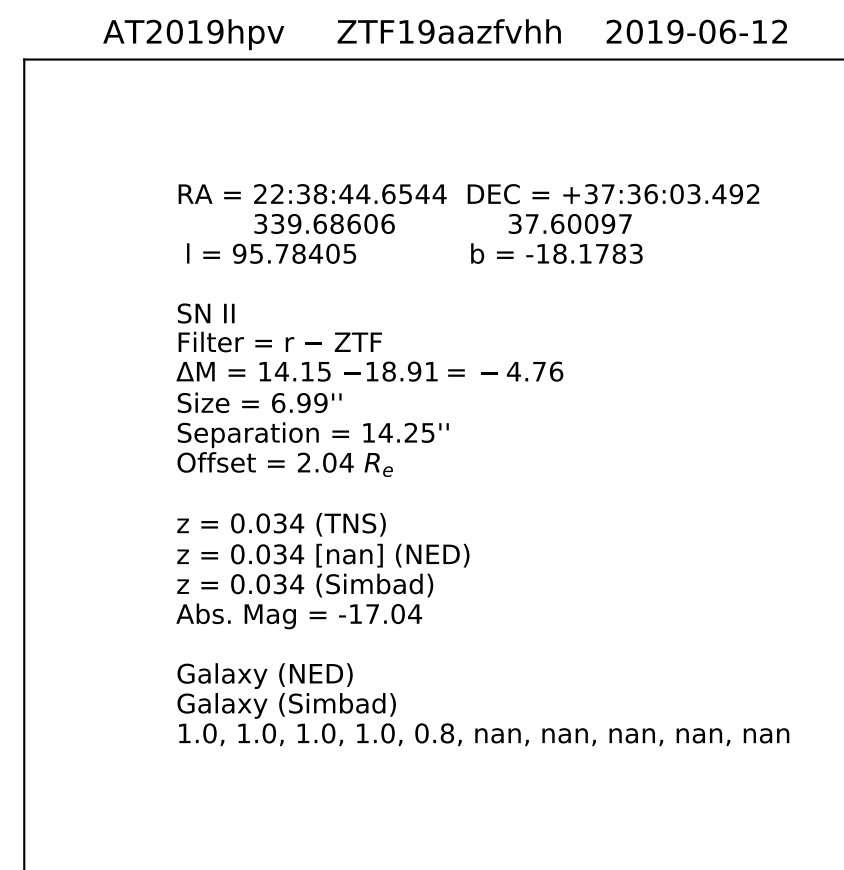 AT2019hpv ZTF19aazfvhh 2019-06-12
RA = 22:38:44.6544 DEC = +37:36:03.492
339.68606 37.60097
l = 95.78405 b = -18.1783
SN II
Filter = r − ZTF
ΔM = 14.15 −18.91 = − 4.76
Size = 6.99''
Separation = 14.25''
Offset = 2.04 Rₑ
z = 0.034 (TNS)
z = 0.034 [nan] (NED)
z = 0.034 (Simbad)
Abs. Mag = -17.04
Galaxy (NED)
Galaxy (Simbad)
1.0, 1.0, 1.0, 1.0, 0.8, nan, nan, nan, nan, nan